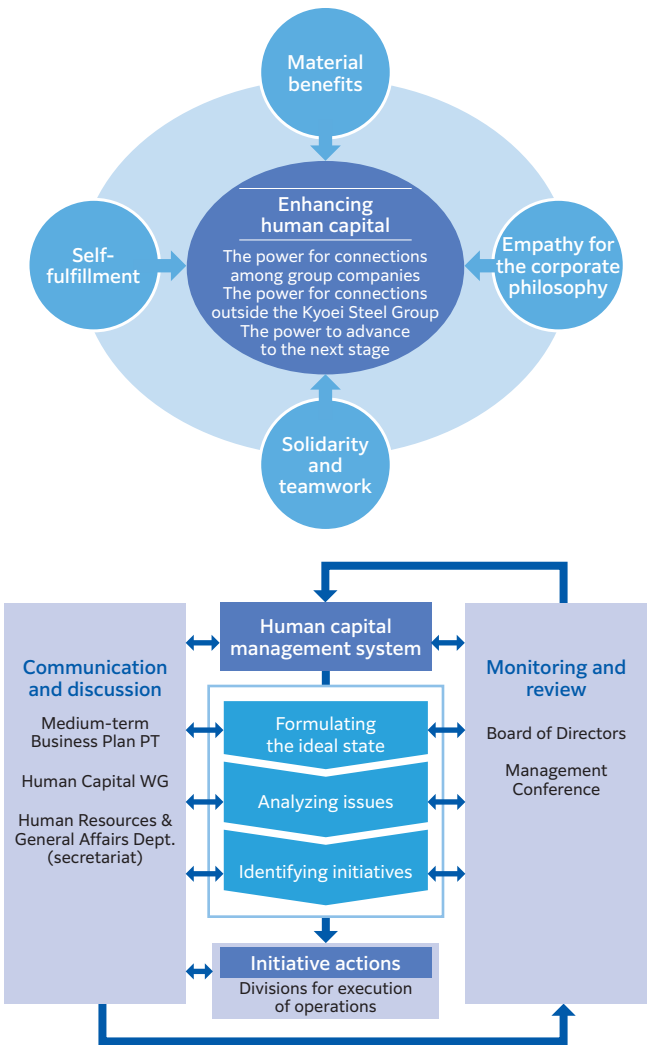 Material
benefits
Enhancing
human capital
The power for connections
among group companies
The power for connections
outside the Kyoei Steel Group
The power to advance
to the next stage
Self-
fulfillment
Empathy for
the corporate
philosophy
Solidarity
and
teamwork
Communication
and discussion
Medium-term
Business Plan PT
Human Capital WG
Human Resources &
General Affairs Dept.
(secretariat)
Human capital
management system
Formulating
the ideal state
Analyzing issues
Identifying initiatives
Initiative actions
Divisions for execution
of operations
Monitoring and
review
Board of Directors
Management
Conference